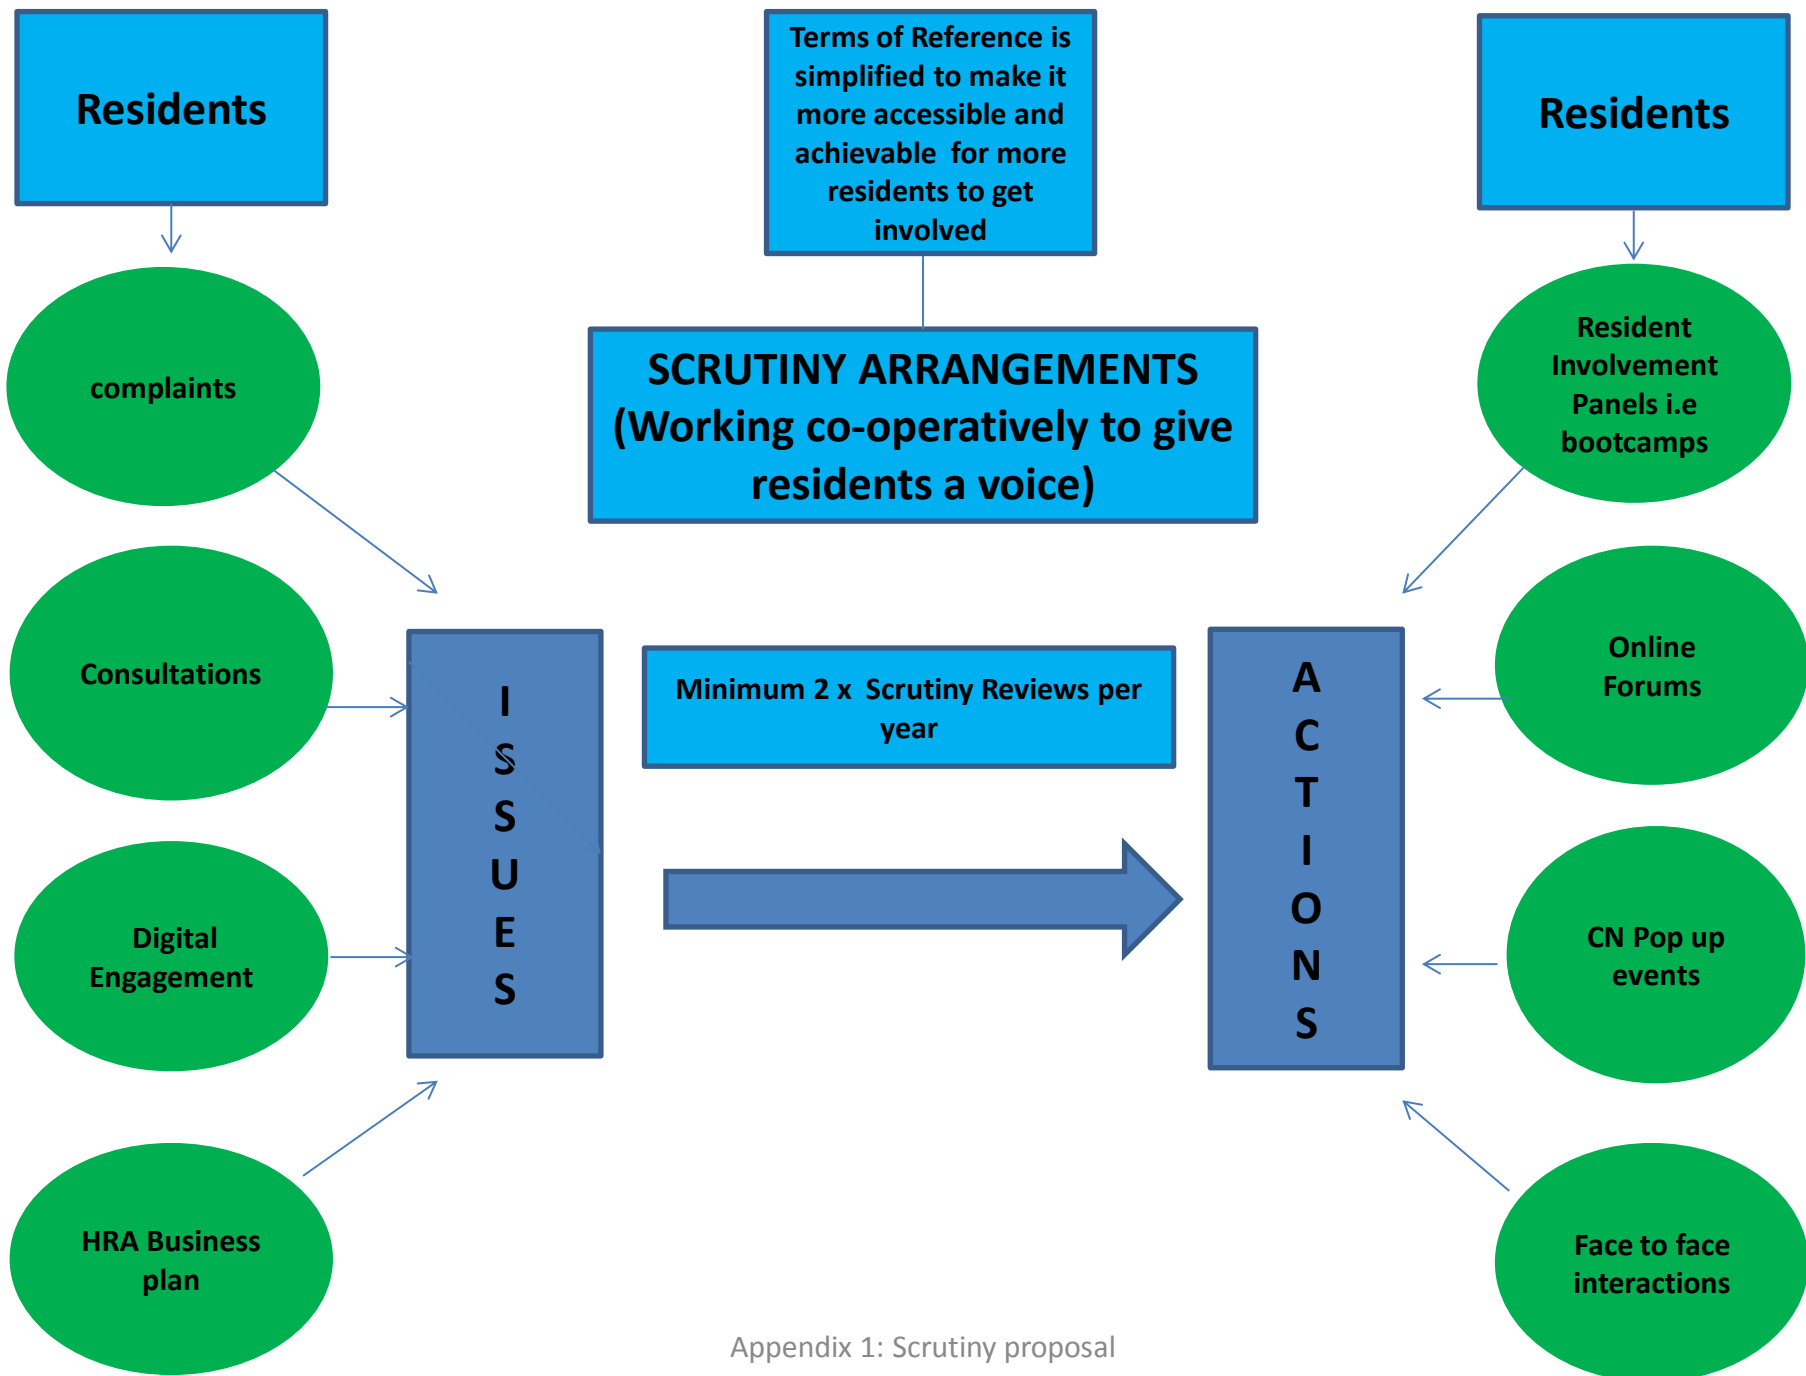 Residents
Terms of Reference is
simplified to make it
more accessible and
achievable  for more
residents to get
involved
Residents
complaints
SCRUTINY ARRANGEMENTS
(Working co-operatively to give
residents a voice)
Resident
Involvement
Panels i.e
bootcamps
Consultations
I
S
S
U
E
S
Minimum 2 x  Scrutiny Reviews per
year
A
C
T
I
O
N
S
Online
Forums
Digital
Engagement
CN Pop up
events
HRA Business
plan
Face to face
interactions
Appendix 1: Scrutiny proposal